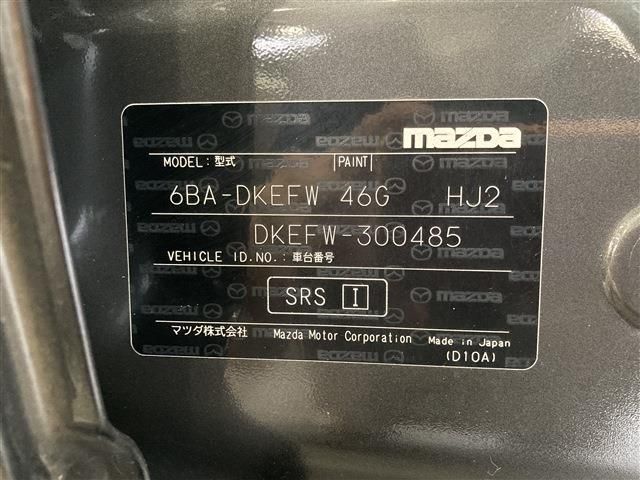 mazda
MODEL:型式 PAINT
6BA-DKEFW 46G HJ2
DKEFW-300485
VEHICLE ID.NO.:車台番号
SRS I
マツダ株式会社 Mazda Motor Corporation Made in Japan
(D10A)